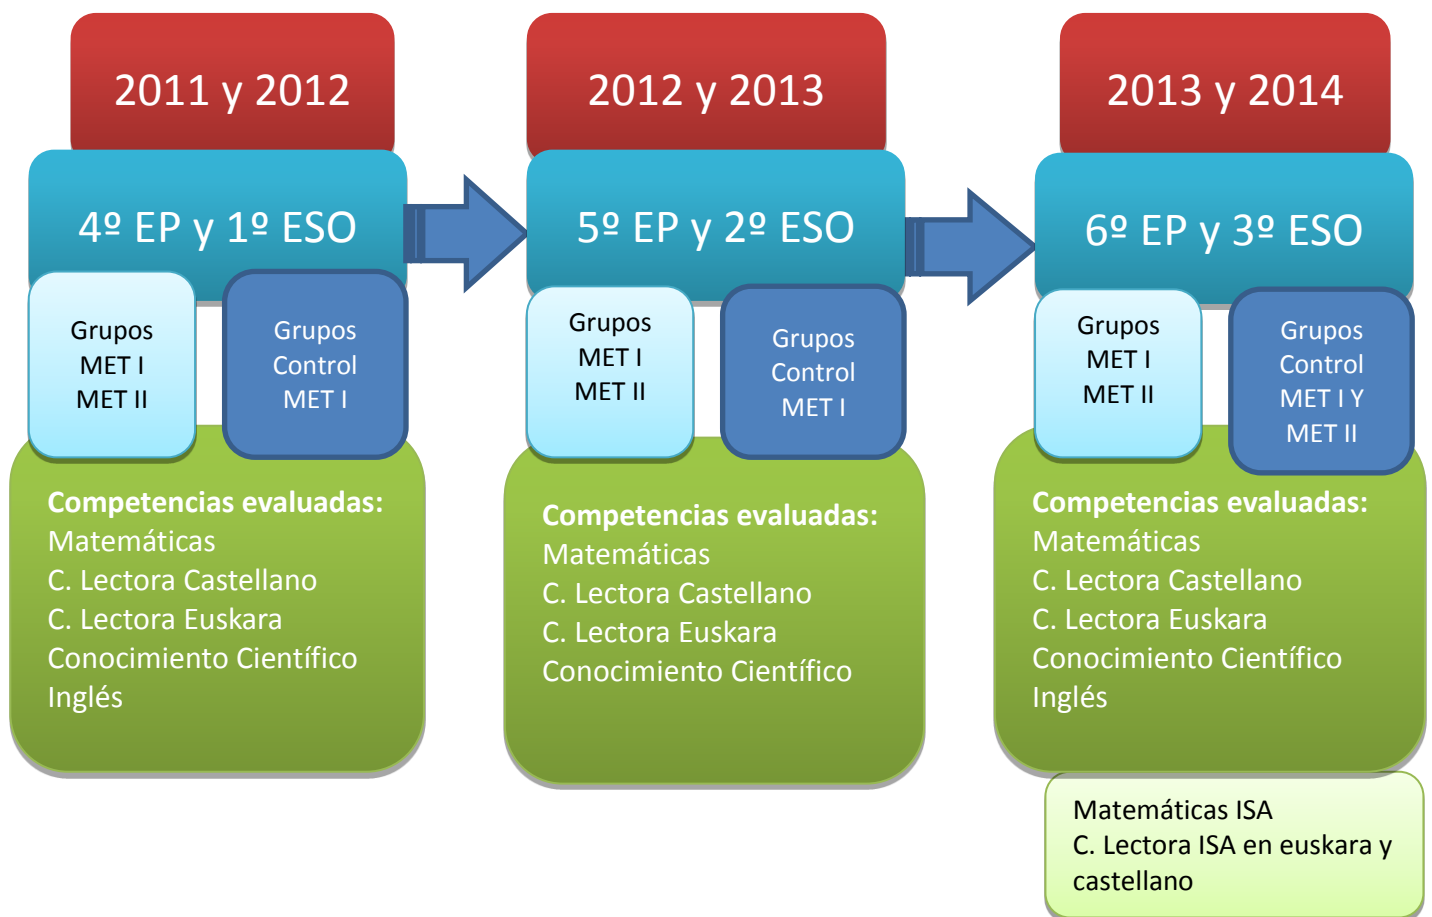 2011 y 2012
4º EP y 1º ESO
Grupos
MET I
MET II
Grupos
Control
MET I
Competencias evaluadas:
Matemáticas
C. Lectora Castellano
C. Lectora Euskara
Conocimiento Científico
Inglés
2012 y 2013
5º EP y 2º ESO
Grupos
MET I
MET II
Grupos
Control
MET I
Competencias evaluadas:
Matemáticas
C. Lectora Castellano
C. Lectora Euskara
Conocimiento Científico
2013 y 2014
6º EP y 3º ESO
Grupos
MET I
MET II
Grupos
Control
MET I Y
MET II
Competencias evaluadas:
Matemáticas
C. Lectora Castellano
C. Lectora Euskara
Conocimiento Científico
Inglés
Matemáticas ISA
C. Lectora ISA en euskara y
castellano